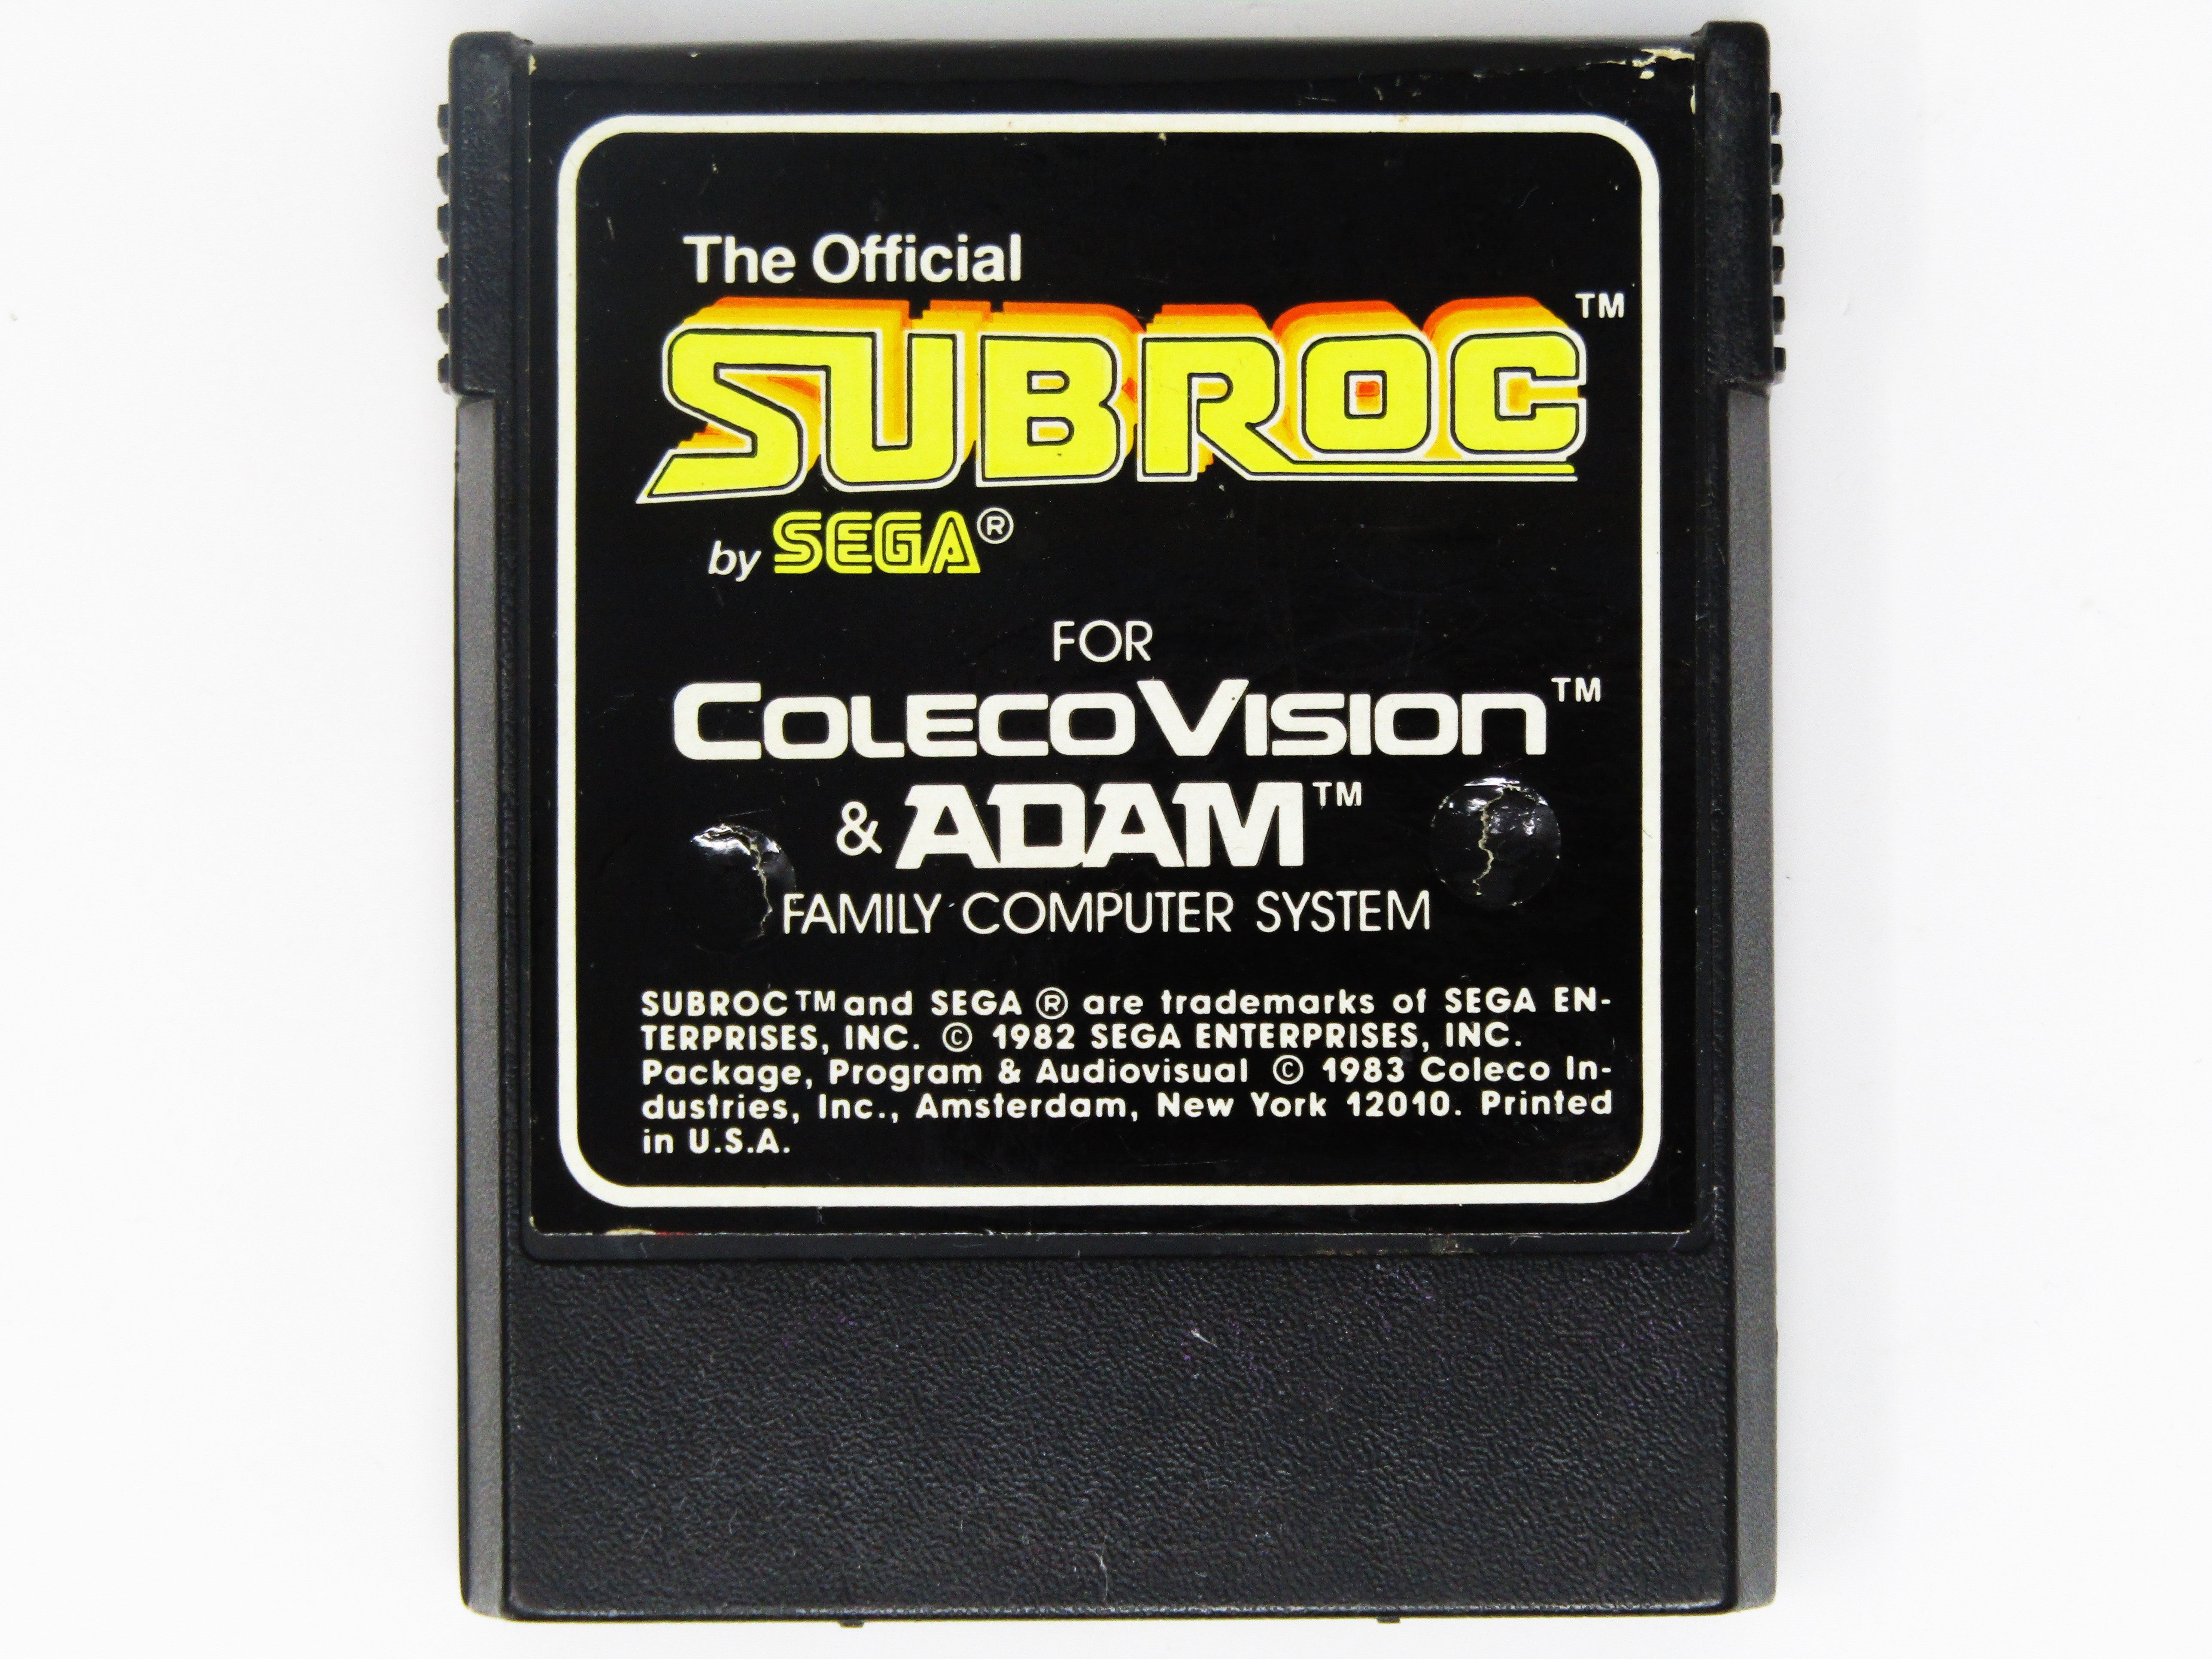 The Official
SUBROC™
by SEGA®
FOR
COLECOVISION™
& ADAM™
FAMILY COMPUTER SYSTEM
SUBROC™ and SEGA ® are trademarks of SEGA EN-
TERPRISES, INC. © 1982 SEGA ENTERPRISES, INC.
Package, Program & Audiovisual © 1983 Coleco In-
dustries, Inc., Amsterdam, New York 12010. Printed
in U.S.A.